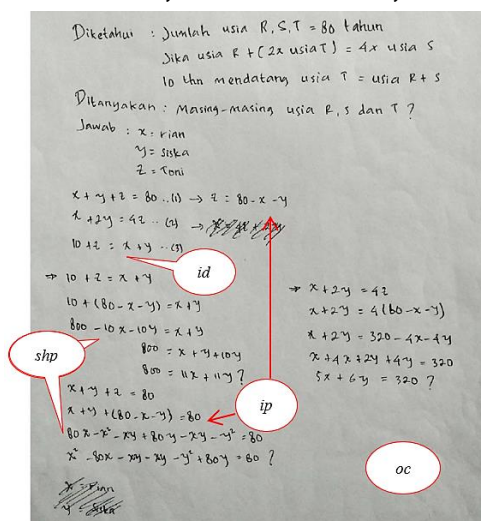 Diketahui : Jumlah usia R, S, T = 80 tahun
Jika usia R + (2x usia T) = 4x usia S
10 thn mendatang usia T = usia R + S
Ditanyakan : Masing-masing usia R, S dan T ?
Jawab : x = rian
y = siska
z = Toni
x + y + z = 80 ..(1) → z = 80 - x - y
x + 2y = 4z .. (2) →
10 + z = x + y ..(3)
id
⇒ 10 + z = x + y
10 + (80 - x - y) = x + y
800 - 10x - 10y = x + y
800 = x + y + 10y
800 = 11x + 11y ?
shp
x + y + z = 80
x + y + (80 - x - y) = 80
80x - x² - xy + 80y - xy - y² = 80
x² - 80x - xy - xy - y² + 80y = 80 ?
x = rian
y = siska
ip
⇒ x + 2y = 4z
x + 2y = 4(80 - x - y)
x + 2y = 320 - 4x - 4y
x + 4x + 2y + 4y = 320
5x + 6y = 320 ?
oc